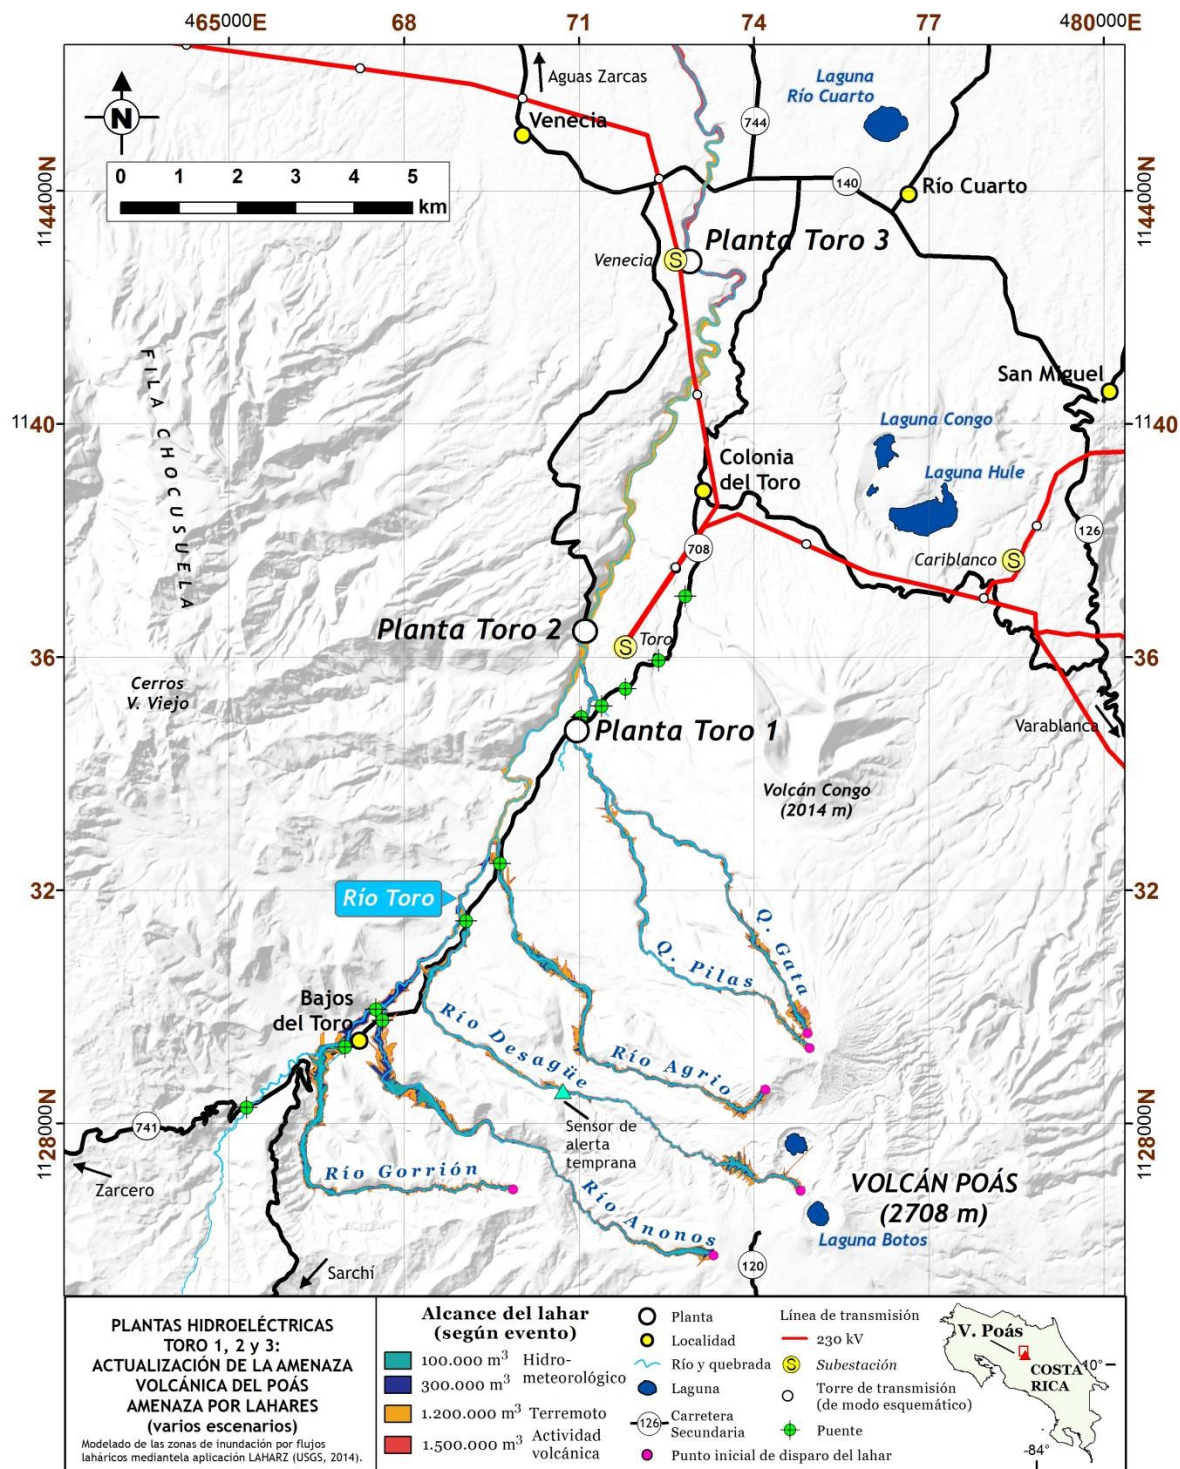 465000E 68 71 74 77 480000E
Aguas Zarcas
Laguna
Río Cuarto
N
Venecia
744
0 1 2 3 4 5
km
140
Río Cuarto
1144000N
1144000N
Planta Toro 3
Venecia
S
FILA CHOCUSUELA
San Miguel
1140
1140
Laguna Congo
Colonia
del Toro
Laguna Hule
708
126
Cariblanco
S
Planta Toro 2
Toro
S
36
36
Cerros
V. Viejo
Varablanca
Planta Toro 1
Volcán Congo
(2014 m)
32
32
Río Toro
Q. Gata
Q. Pilas
Bajos
del Toro
Río Desagüe
Río Agrio
Sensor de
alerta
temprana
1128000N
1128000N
741
Zarcero
Río Gorrión
Río Anonos
VOLCÁN POÁS
(2708 m)
Laguna Botos
120
Sarchí
PLANTAS HIDROELÉCTRICAS
TORO 1, 2 y 3:
ACTUALIZACIÓN DE LA AMENAZA
VOLCÁNICA DEL POÁS
AMENAZA POR LAHARES
(varios escenarios)
Modelado de las zonas de inundación por flujos
laháricos mediantela aplicación LAHARZ (USGS, 2014).
Alcance del lahar
(según evento)
100.000 m³ Hidro-
300.000 m³ meteorológico
1.200.000 m³ Terremoto
1.500.000 m³ Actividad
volcánica
Planta
Localidad
Río y quebrada
Laguna
126 Carretera
Secundaria
Punto inicial de disparo del lahar
Línea de transmisión
230 kV
S Subestación
Torre de transmisión
(de modo esquemático)
Puente
V. Poás
COSTA
RICA
10°
-84°